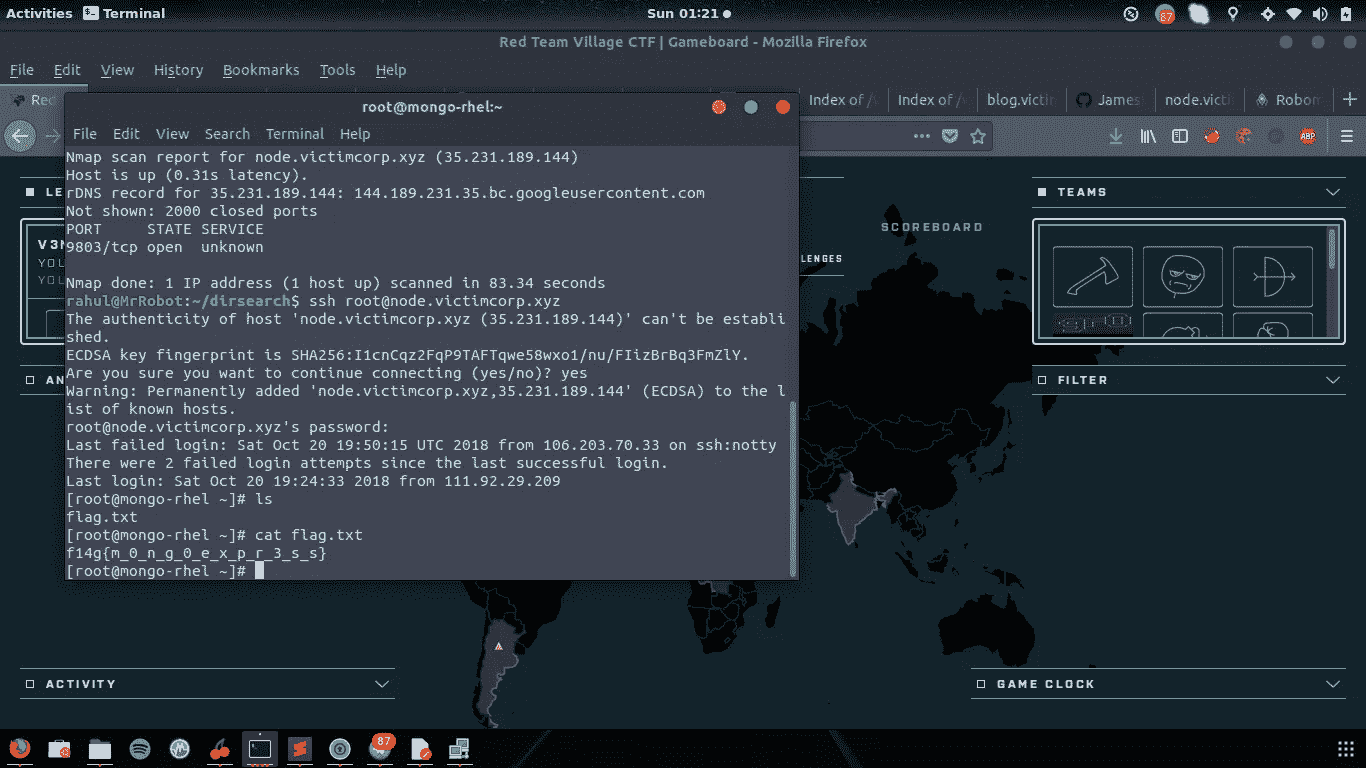 Activities Terminal Sun 01:21 87
Red Team Village CTF | Gameboard - Mozilla Firefox
File Edit View History Bookmarks Tools Help
Red
Index of / Index of / blog.victi James node.victi Robom
root@mongo-rhel:~
File Edit View Search Terminal Help
Nmap scan report for node.victimcorp.xyz (35.231.189.144)
Host is up (0.31s latency).
rDNS record for 35.231.189.144: 144.189.231.35.bc.googleusercontent.com
Not shown: 2000 closed ports
PORT     STATE SERVICE
9803/tcp open  unknown
Nmap done: 1 IP address (1 host up) scanned in 83.34 seconds
rahul@MrRobot:~/dirsearch$ ssh root@node.victimcorp.xyz
The authenticity of host 'node.victimcorp.xyz (35.231.189.144)' can't be establi
shed.
ECDSA key fingerprint is SHA256:I1cnCqz2FqP9TAFTqwe58wxo1/nu/FIizBrBq3FmZlY.
Are you sure you want to continue connecting (yes/no)? yes
Warning: Permanently added 'node.victimcorp.xyz,35.231.189.144' (ECDSA) to the l
ist of known hosts.
root@node.victimcorp.xyz's password:
Last failed login: Sat Oct 20 19:50:15 UTC 2018 from 106.203.70.33 on ssh:notty
There were 2 failed login attempts since the last successful login.
Last login: Sat Oct 20 19:24:33 2018 from 111.92.29.209
[root@mongo-rhel ~]# ls
flag.txt
[root@mongo-rhel ~]# cat flag.txt
f14g{m_0_n_g_0_e_x_p_r_3_s_s}
[root@mongo-rhel ~]#
LE
V3
YOU
YOU
AN
SCOREBOARD
LENGES
TEAMS
FILTER
ACTIVITY
GAME CLOCK
ABP
87